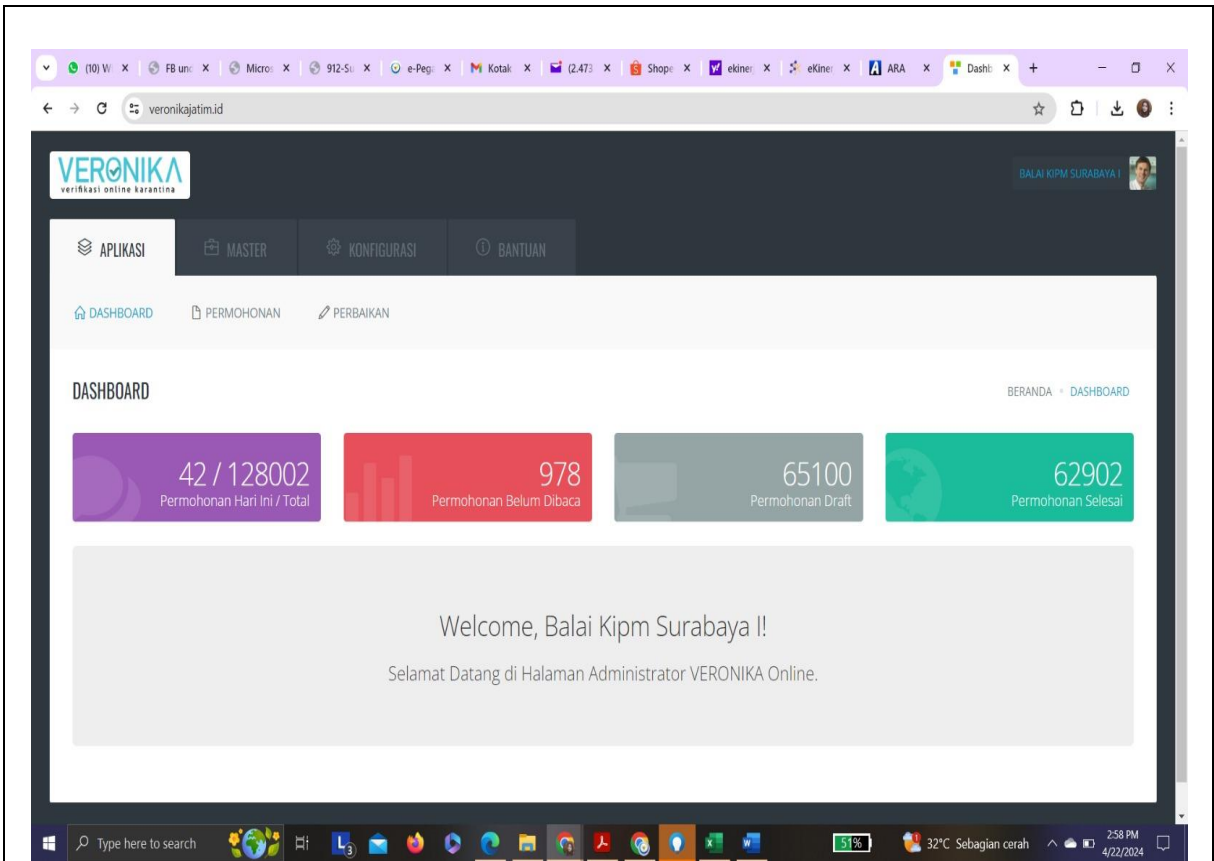 (10) W
FB unc
Micros
912-Su
e-Pega
Kotak
(2.473
Shope
ekiner
eKiner
ARA
Dashb
veronikajatim.id
VERONIKA
verifikasi online karantina
BALAI KIPM SURABAYA I
APLIKASI
MASTER
KONFIGURASI
BANTUAN
DASHBOARD
PERMOHONAN
PERBAIKAN
DASHBOARD
BERANDA DASHBOARD
42 / 128002
Permohonan Hari Ini / Total
978
Permohonan Belum Dibaca
65100
Permohonan Draft
62902
Permohonan Selesai
Welcome, Balai Kipm Surabaya I!
Selamat Datang di Halaman Administrator VERONIKA Online.
Type here to search
51%
32°C Sebagian cerah
2:58 PM
4/22/2024